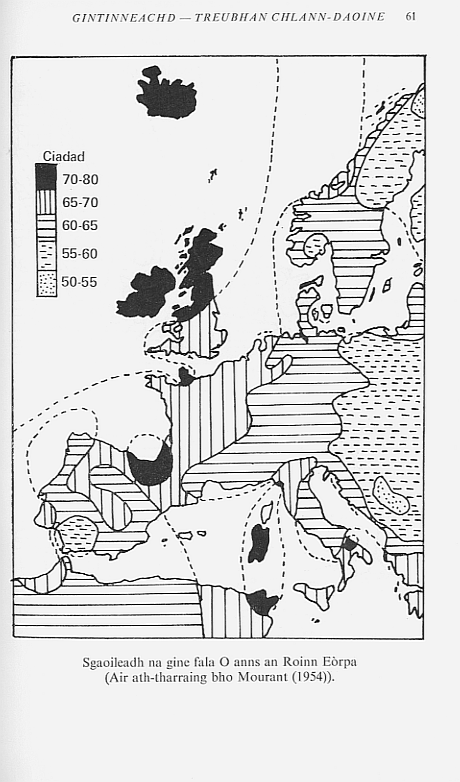 GINTINNEACHD — TREUBHAN CHLANN-DAOINE 61
Ciadad
70-80
65-70
60-65
55-60
50-55
Sgaoileadh na gine fala O anns an Roinn Eòrpa
(Air ath-tharraing bho Mourant (1954)).